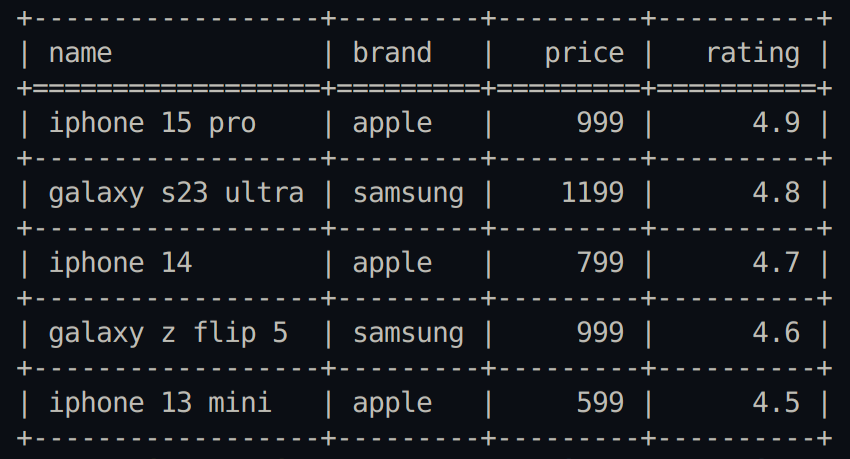 +------------------+---------+---------+----------+
| name             | brand   |   price |   rating |
+==================+=========+=========+==========+
| iphone 15 pro    | apple   |     999 |      4.9 |
+------------------+---------+---------+----------+
| galaxy s23 ultra | samsung |    1199 |      4.8 |
+------------------+---------+---------+----------+
| iphone 14        | apple   |     799 |      4.7 |
+------------------+---------+---------+----------+
| galaxy z flip 5  | samsung |     999 |      4.6 |
+------------------+---------+---------+----------+
| iphone 13 mini   | apple   |     599 |      4.5 |
+------------------+---------+---------+----------+